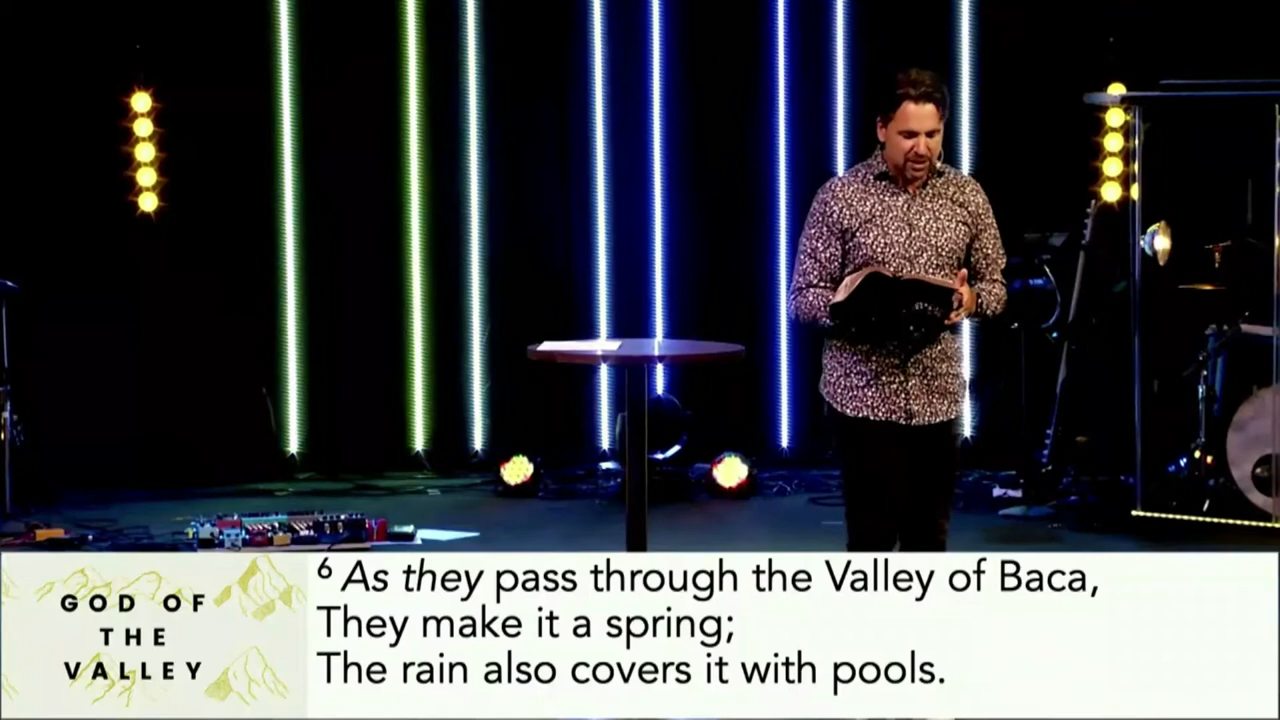 GOD OF
THE
VALLEY
6 As they pass through the Valley of Baca,
They make it a spring;
The rain also covers it with pools.